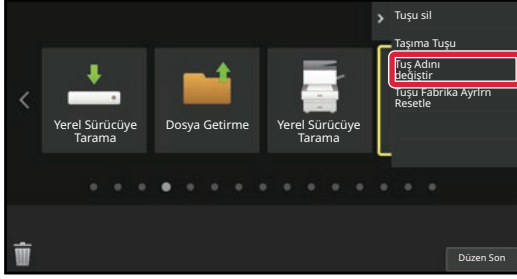 Tuşu sil
Taşıma Tuşu
Tuş Adını
değiştir
Tuşu Fabrika Ayrlrn
Resetle
Yerel Sürücüye
Tarama
Dosya Getirme
Yerel Sürücüye
Tarama
Düzen Son